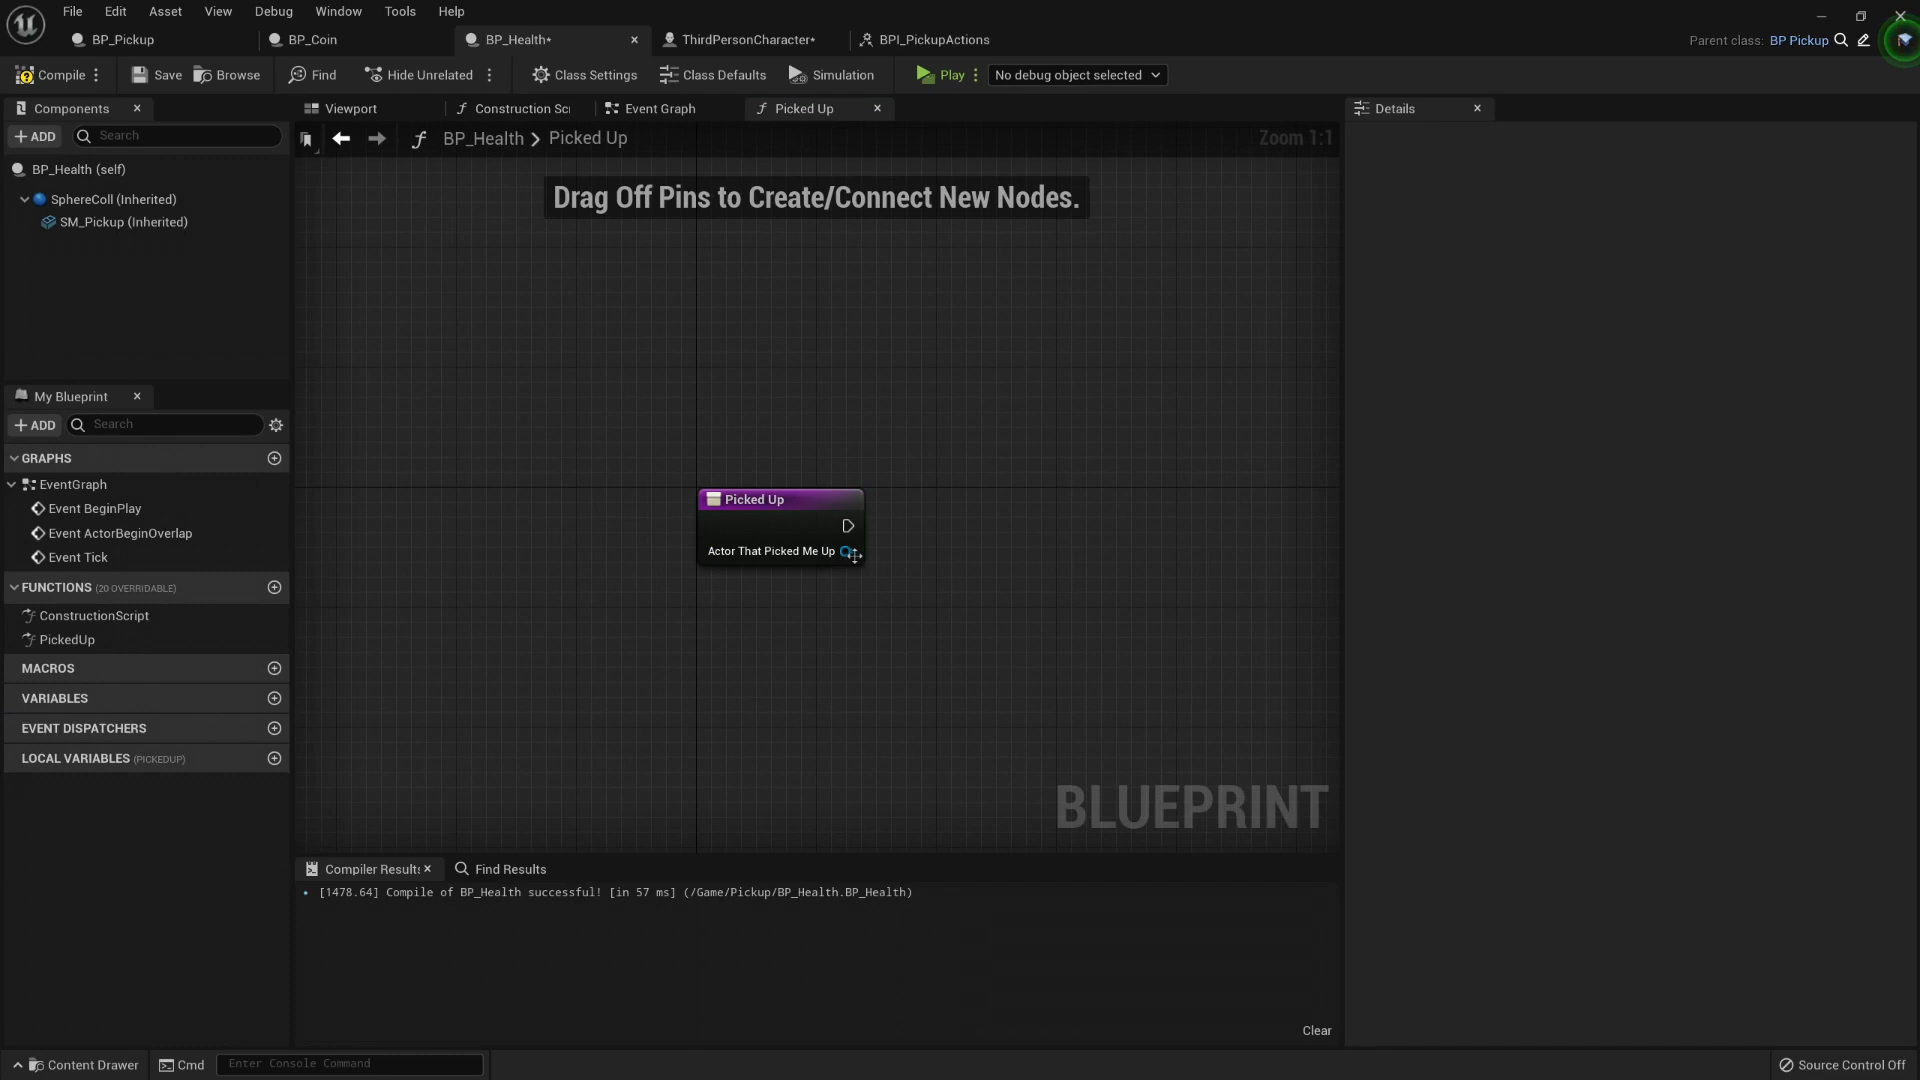 File Edit Asset View Debug Window Tools Help
BP_Pickup BP_Coin BP_Health* ThirdPersonCharacter* BPI_PickupActions
Parent class: BP Pickup
Compile Save Browse Find Hide Unrelated Class Settings Class Defaults Simulation Play No debug object selected
Components Viewport Construction Scr Event Graph Picked Up Details
+ ADD Search
BP_Health > Picked Up
Zoom 1:1
BP_Health (self)
SphereColl (Inherited)
SM_Pickup (Inherited)
Drag Off Pins to Create/Connect New Nodes.
My Blueprint
+ ADD Search
GRAPHS
EventGraph
Event BeginPlay
Event ActorBeginOverlap
Event Tick
FUNCTIONS (20 OVERRIDABLE)
ConstructionScript
PickedUp
MACROS
VARIABLES
EVENT DISPATCHERS
LOCAL VARIABLES (PICKEDUP)
Picked Up
Actor That Picked Me Up
BLUEPRINT
Compiler Results Find Results
[1478.64] Compile of BP_Health successful! [in 57 ms] (/Game/Pickup/BP_Health.BP_Health)
Clear
Content Drawer Cmd Enter Console Command
Source Control Off